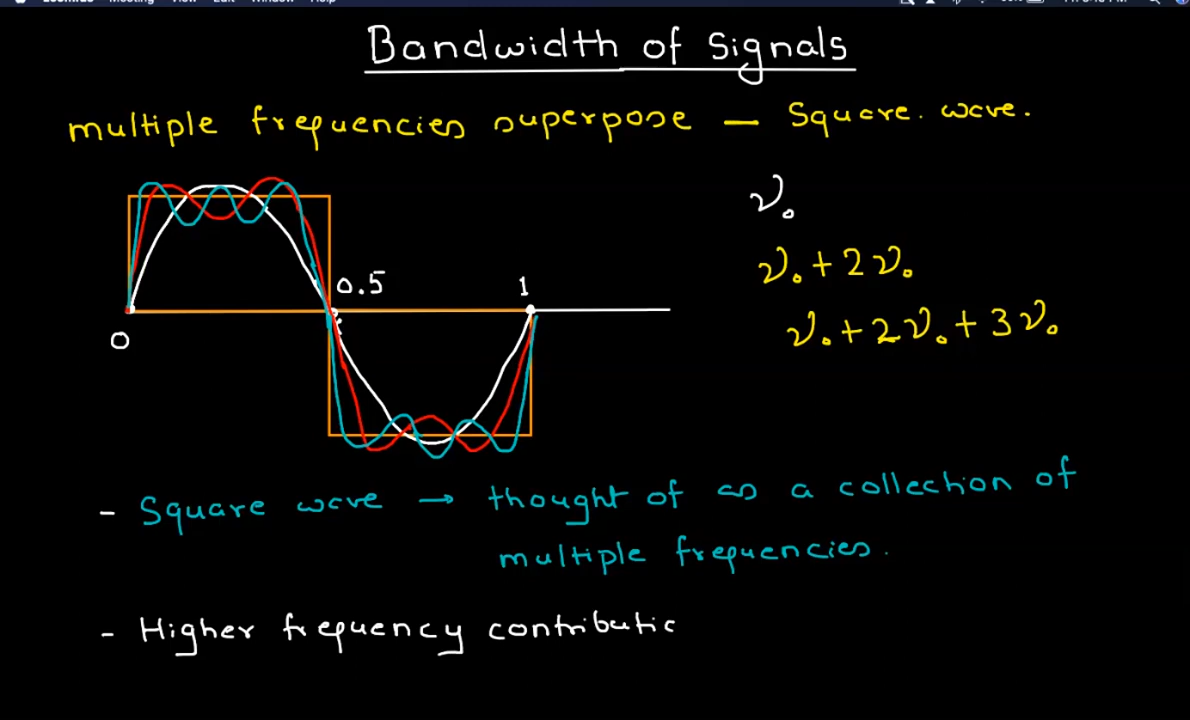 Bandwidth of Signals
multiple frequencies superpose — Square wave.
ν₀
ν₀ + 2ν₀
ν₀ + 2ν₀ + 3ν₀
0.5
1
0
- Square wave → thought of as a collection of
multiple frequencies.
- Higher frequency contributic